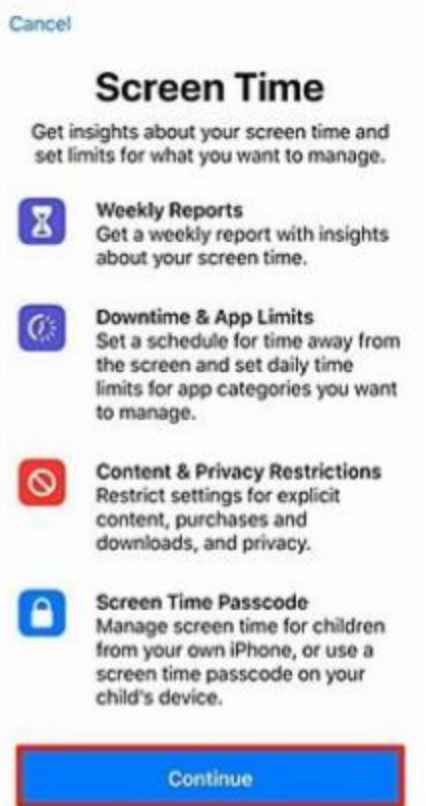 Cancel
Screen Time
Get insights about your screen time and
set limits for what you want to manage.
Weekly Reports
Get a weekly report with insights
about your screen time.
Downtime & App Limits
Set a schedule for time away from
the screen and set daily time
limits for app categories you want
to manage.
Content & Privacy Restrictions
Restrict settings for explicit
content, purchases and
downloads, and privacy.
Screen Time Passcode
Manage screen time for children
from your own iPhone, or use a
screen time passcode on your
child's device.
Continue